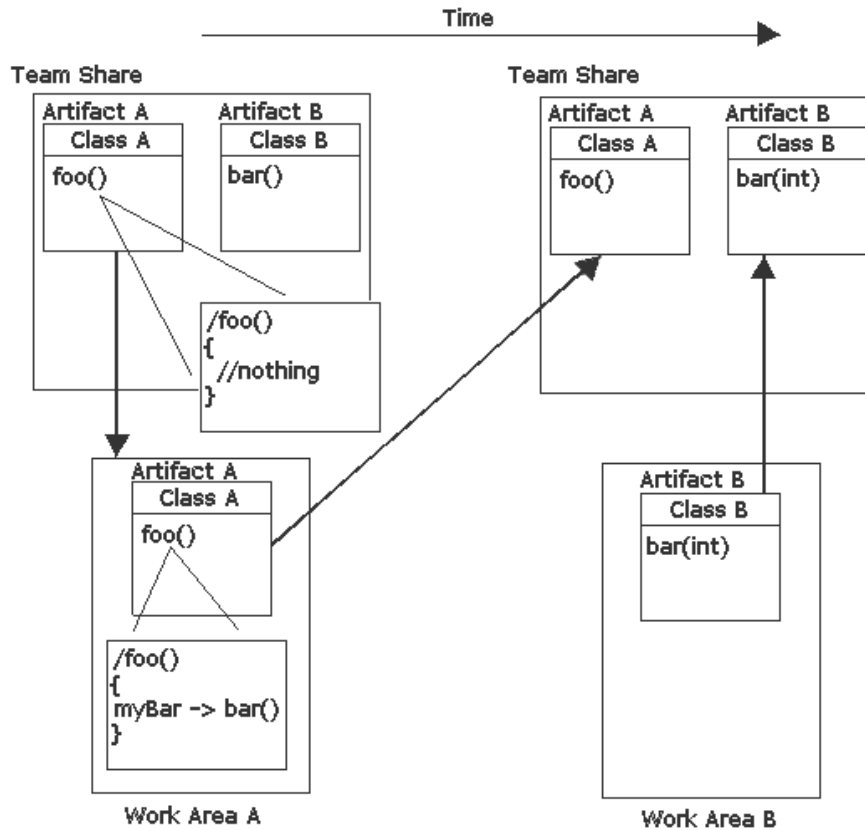 Time
Team Share
Artifact A
Class A
foo()
Artifact B
Class B
bar()
/foo()
{
//nothing
}
Artifact A
Class A
foo()
/foo()
{
myBar -> bar()
}
Work Area A
Team Share
Artifact A
Class A
foo()
Artifact B
Class B
bar(int)
Artifact B
Class B
bar(int)
Work Area B